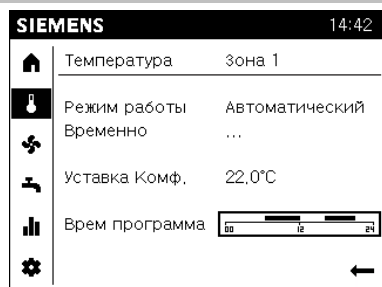 SIEMENS 14:42
Температура Зона 1
Режим работы Автоматический
Временно ...
Уставка Комф. 22,0°C
Врем программа 00 12 24